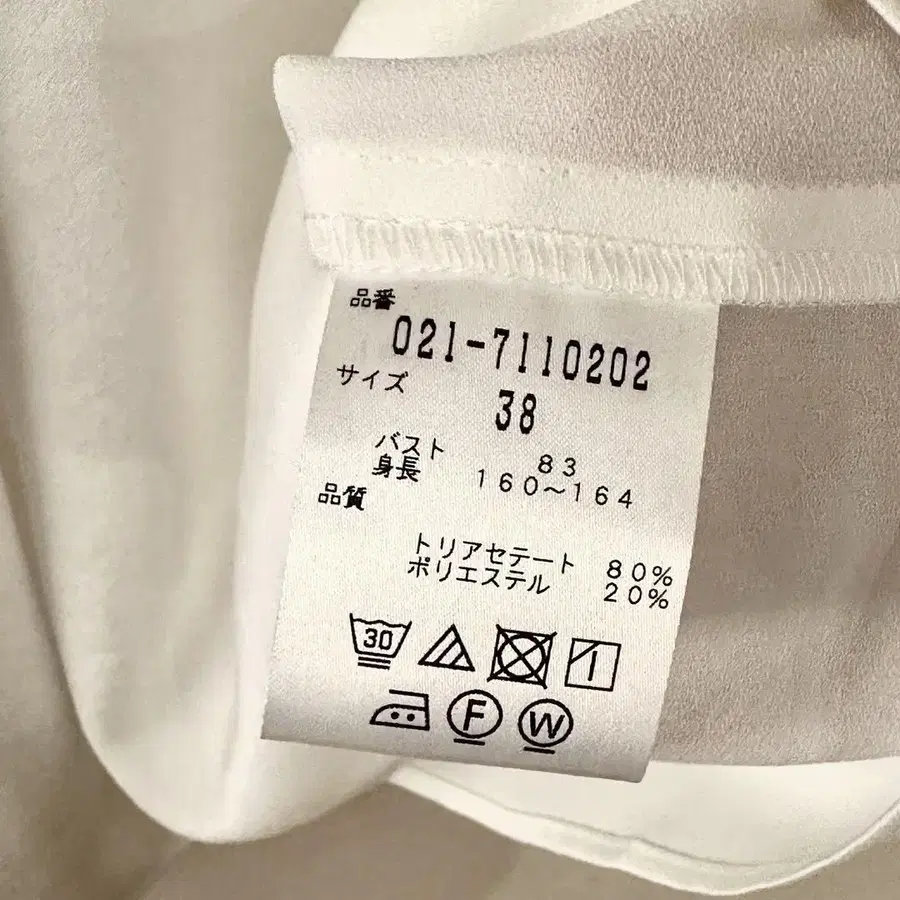 品番
021-7110202
サイズ
38
バスト 83
身長 160～164
品質
トリアセテート 80%
ポリエステル 20%
30
F W